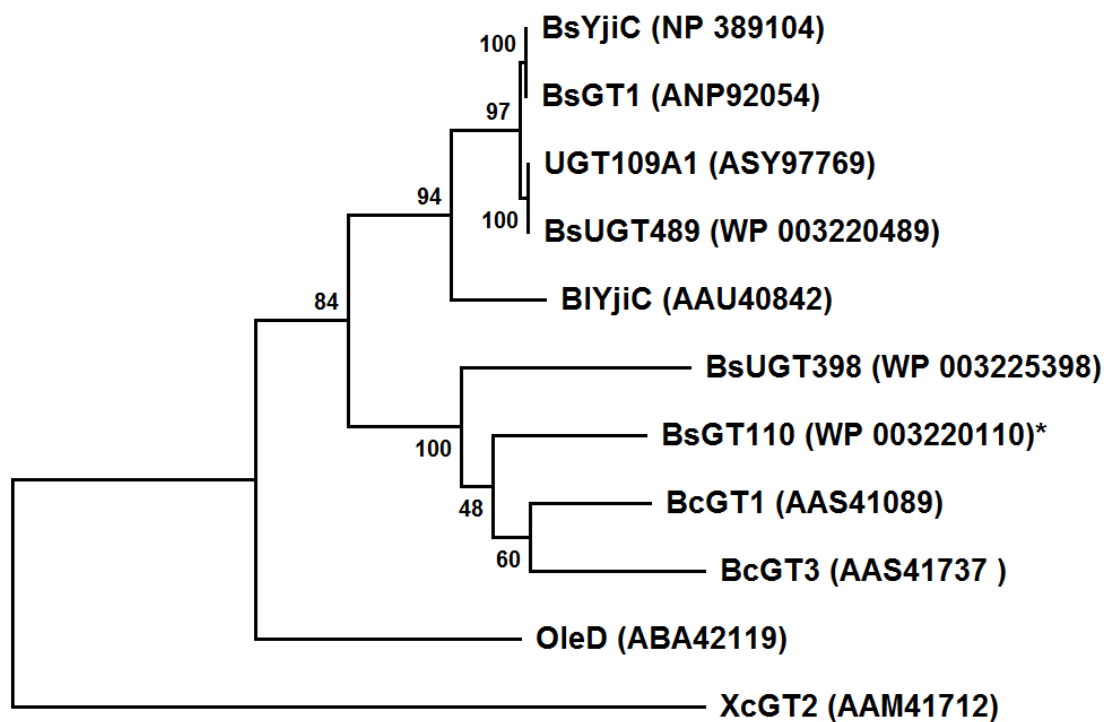 BsYjiC (NP 389104)
100
BsGT1 (ANP92054)
97
UGT109A1 (ASY97769)
94
100
BsUGT489 (WP 003220489)
84
BlYjiC (AAU40842)
BsUGT398 (WP 003225398)
100
BsGT110 (WP 003220110)*
48
BcGT1 (AAS41089)
60
BcGT3 (AAS41737 )
OleD (ABA42119)
XcGT2 (AAM41712)